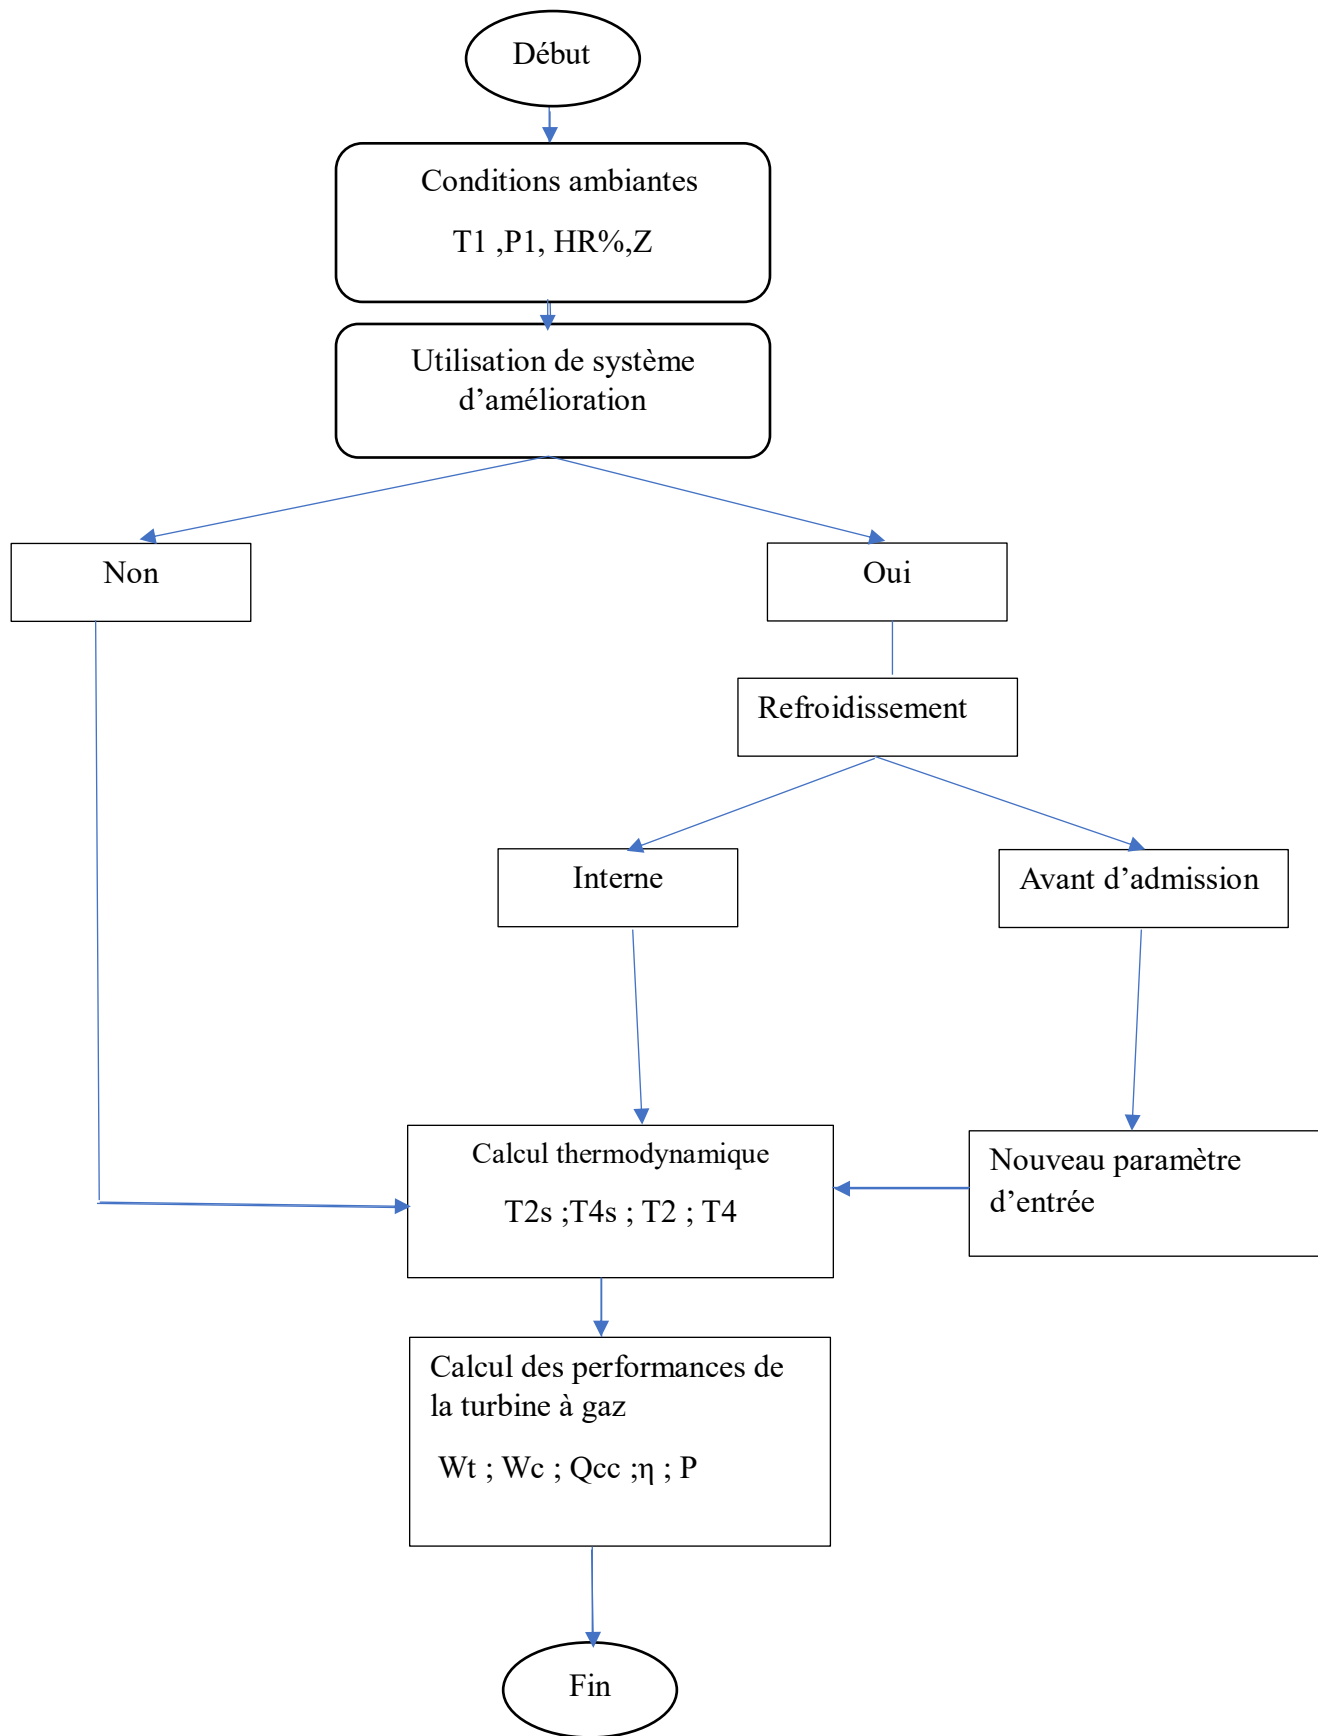 Début
Conditions ambiantes
T1 ,P1, HR%,Z
Utilisation de système
d’amélioration
Non
Oui
Refroidissement
Interne
Avant d’admission
Calcul thermodynamique
T2s ;T4s ; T2 ; T4
Nouveau paramètre
d’entrée
Calcul des performances de
la turbine à gaz
Wt ; Wc ; Qcc ;η ; P
Fin